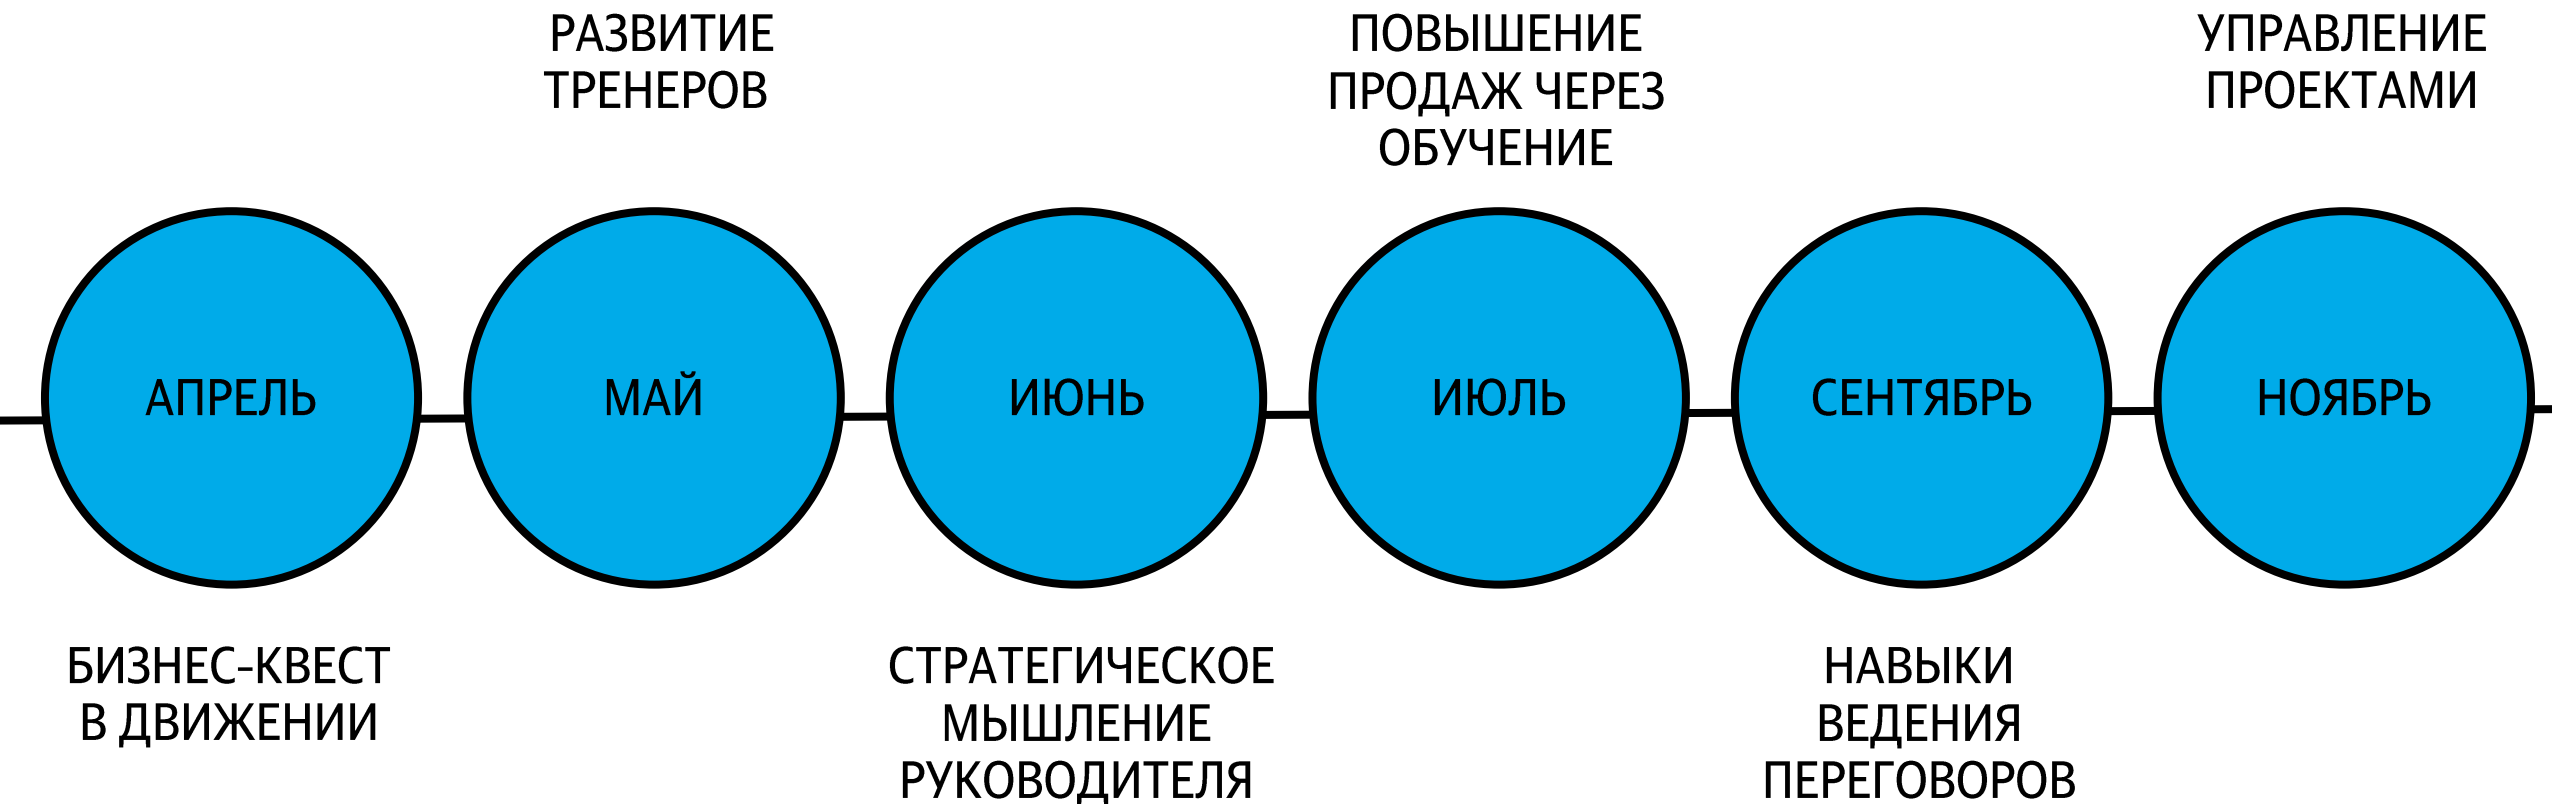 РАЗВИТИЕ
ТРЕНЕРОВ
ПОВЫШЕНИЕ
ПРОДАЖ ЧЕРЕЗ
ОБУЧЕНИЕ
УПРАВЛЕНИЕ
ПРОЕКТАМИ
АПРЕЛЬ
МАЙ
ИЮНЬ
ИЮЛЬ
СЕНТЯБРЬ
НОЯБРЬ
БИЗНЕС-КВЕСТ
В ДВИЖЕНИИ
СТРАТЕГИЧЕСКОЕ
МЫШЛЕНИЕ
РУКОВОДИТЕЛЯ
НАВЫКИ
ВЕДЕНИЯ
ПЕРЕГОВОРОВ